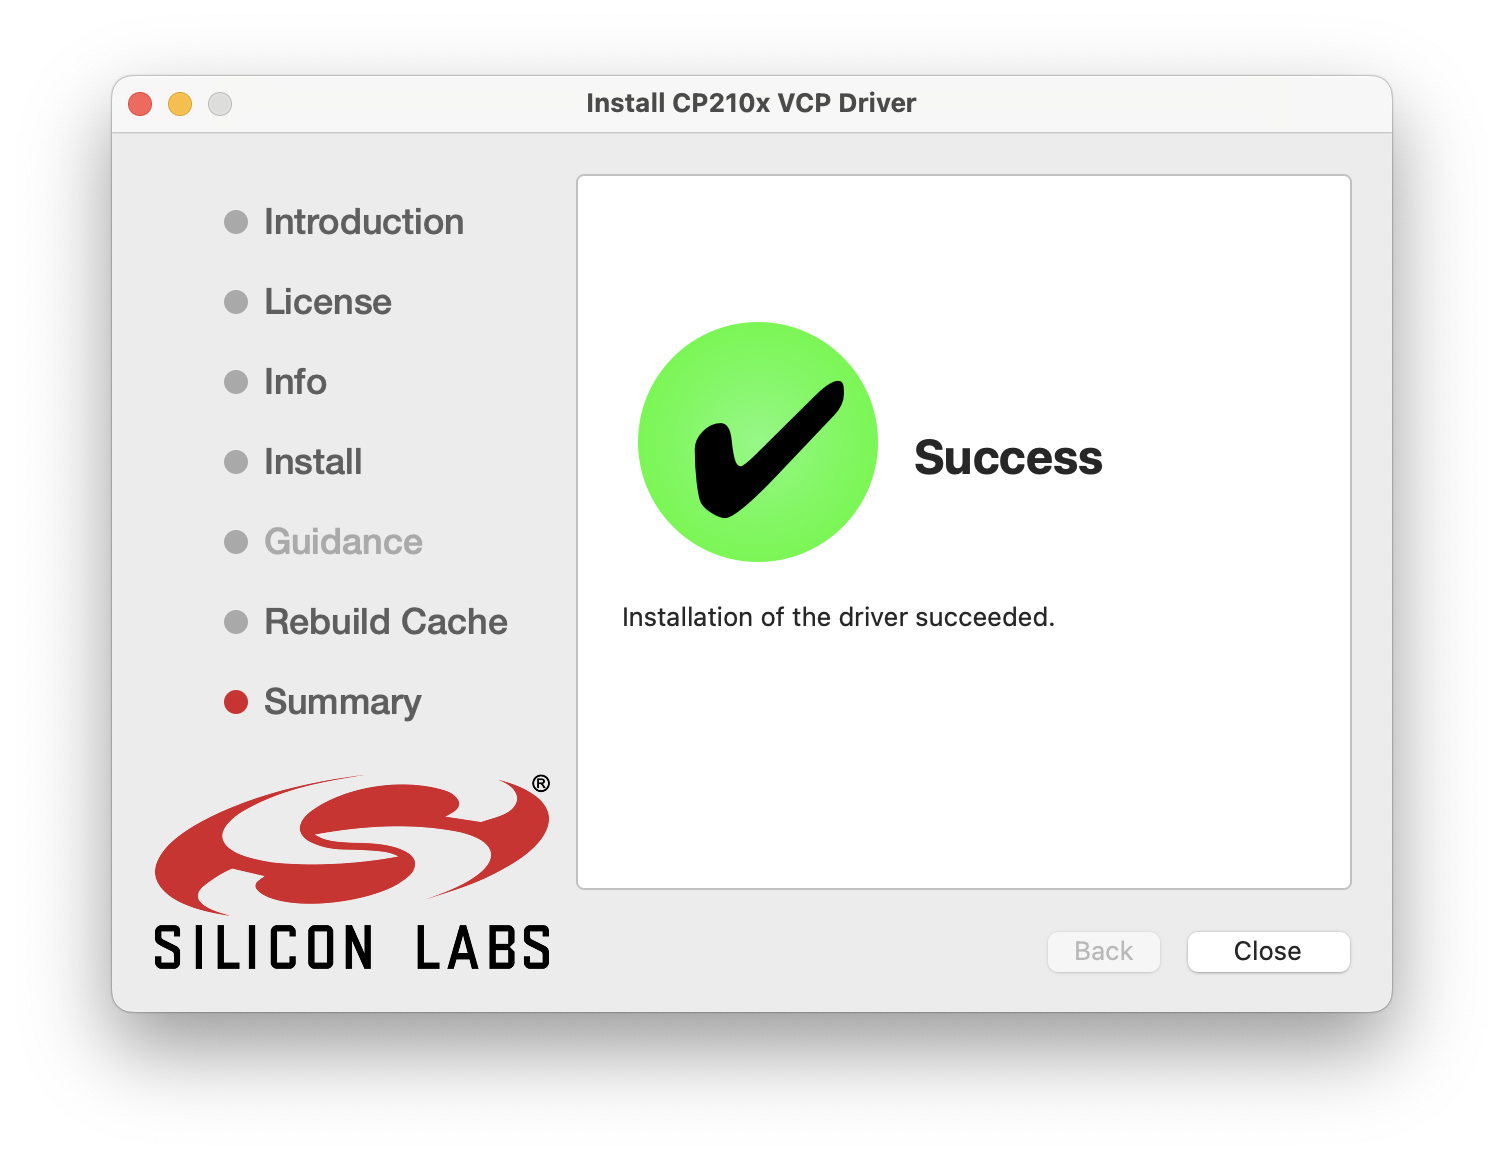 Install CP210x VCP Driver
Introduction
License
Info
Install
Guidance
Rebuild Cache
Summary
®
SILICON LABS
Success
Installation of the driver succeeded.
Back
Close